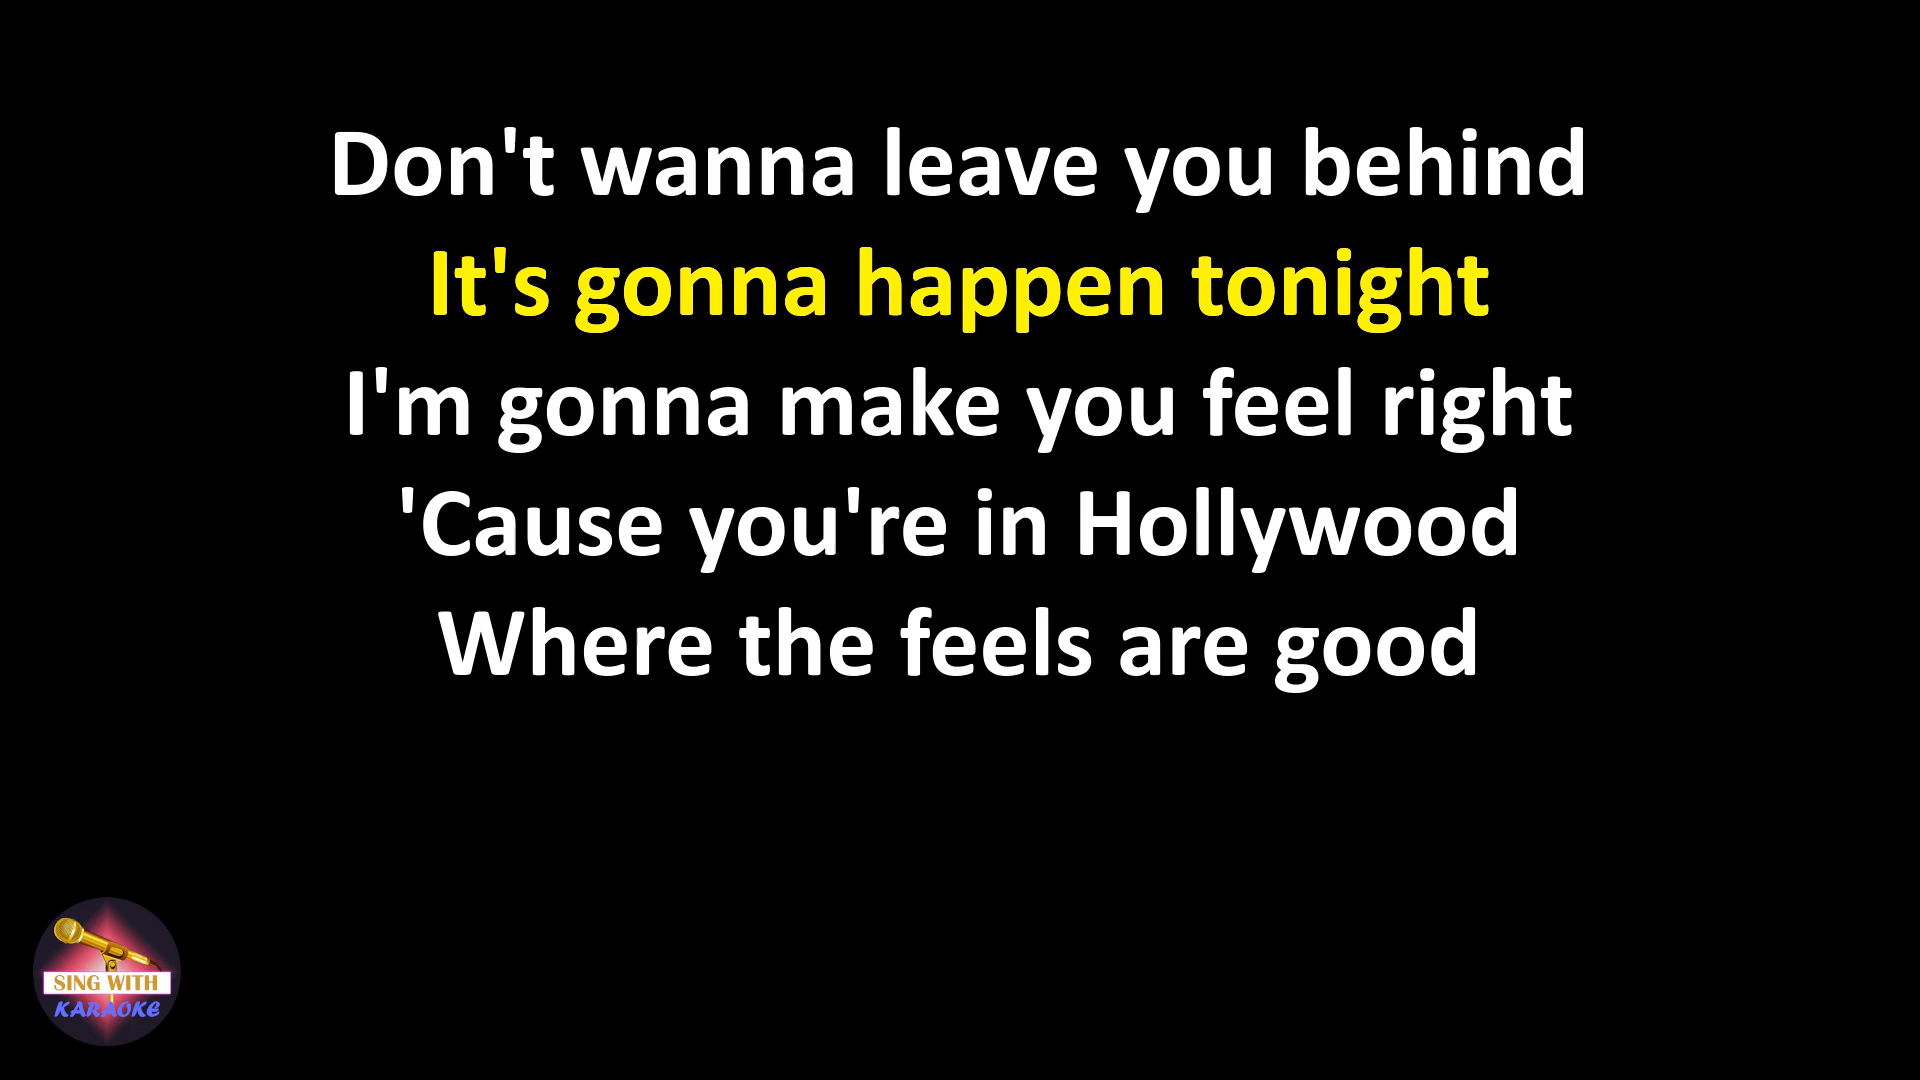 Don't wanna leave you behind
It's gonna happen tonight
I'm gonna make you feel right
'Cause you're in Hollywood
Where the feels are good
SING WITH
KARAOKE